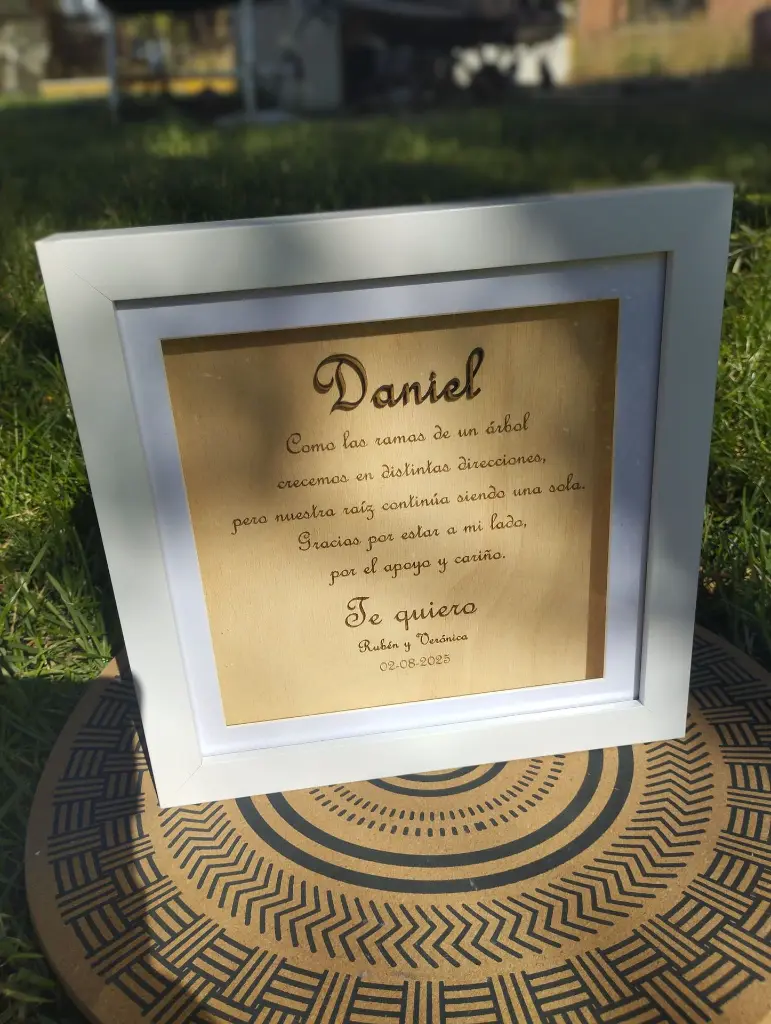 Daniel
Como las ramas de un árbol
crecemos en distintas direcciones,
pero nuestra raíz continúa siendo una sola.
Gracias por estar a mi lado,
por el apoyo y cariño.
Te quiero
Rubén y Verónica
02-08-2025